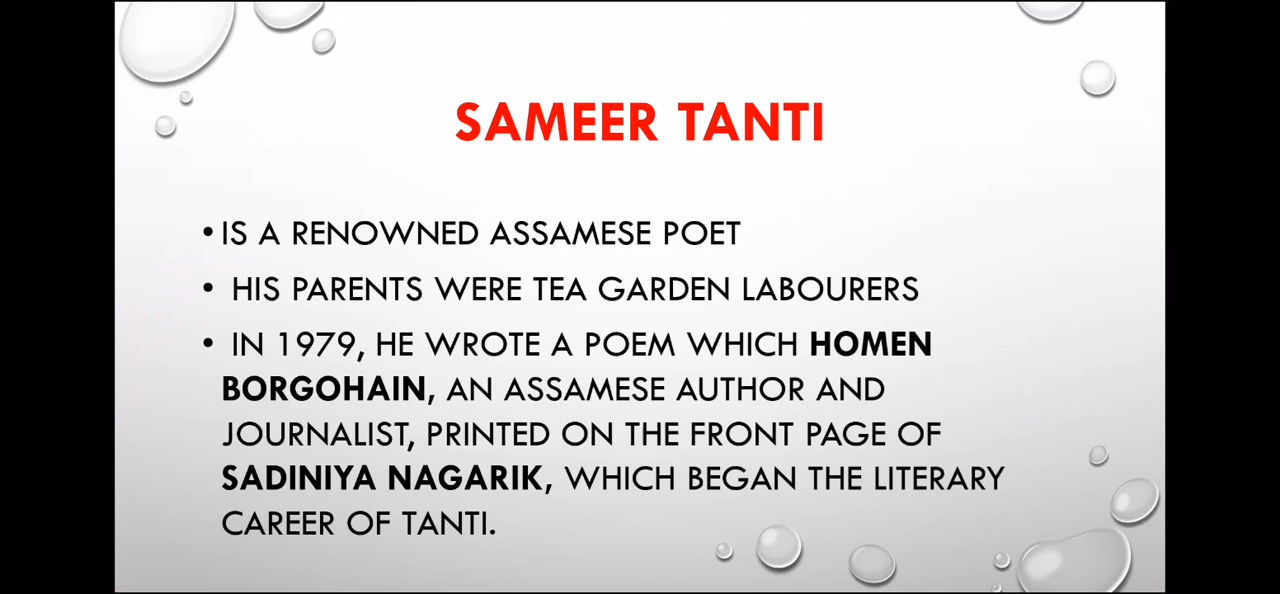 SAMEER TANTI
• IS A RENOWNED ASSAMESE POET
• HIS PARENTS WERE TEA GARDEN LABOURERS
• IN 1979, HE WROTE A POEM WHICH HOMEN
BORGOHAIN, AN ASSAMESE AUTHOR AND
JOURNALIST, PRINTED ON THE FRONT PAGE OF
SADINIYA NAGARIK, WHICH BEGAN THE LITERARY
CAREER OF TANTI.